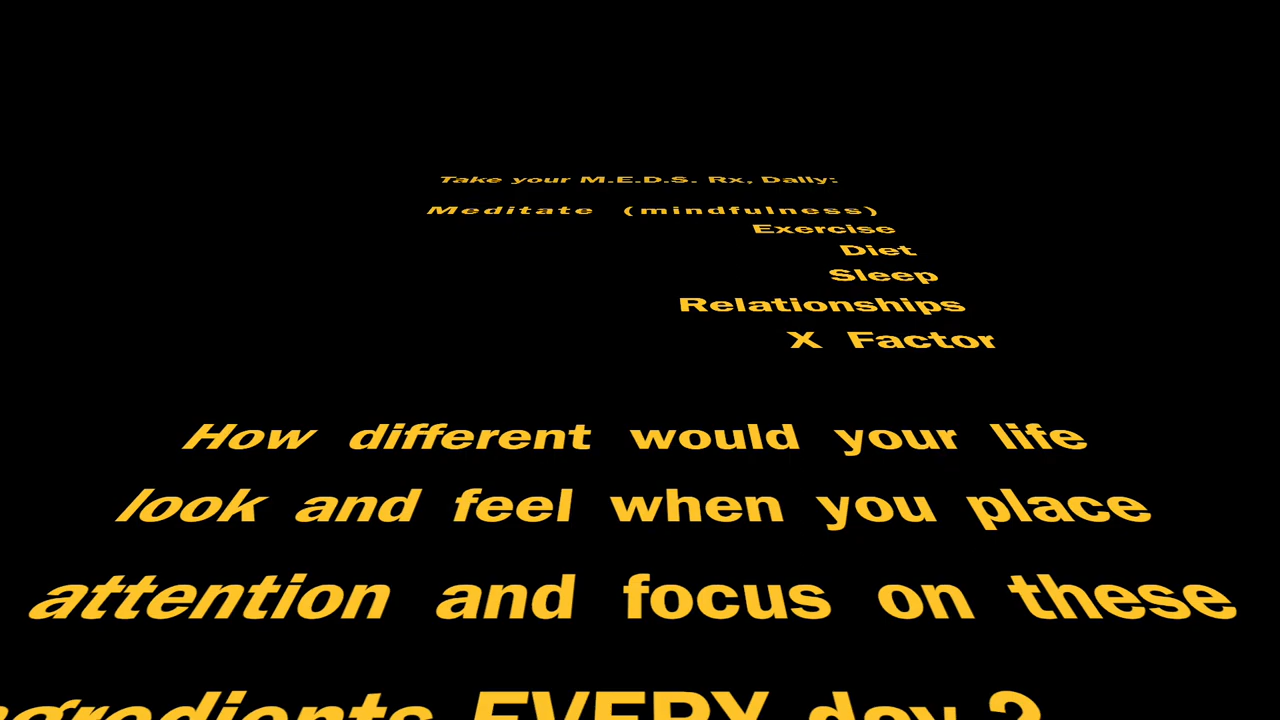 Take your M.E.D.S. Rx, Daily:
Meditate (mindfulness)
Exercise
Diet
Sleep
Relationships
X Factor
How different would your life
look and feel when you place
attention and focus on these
EVERY day ?